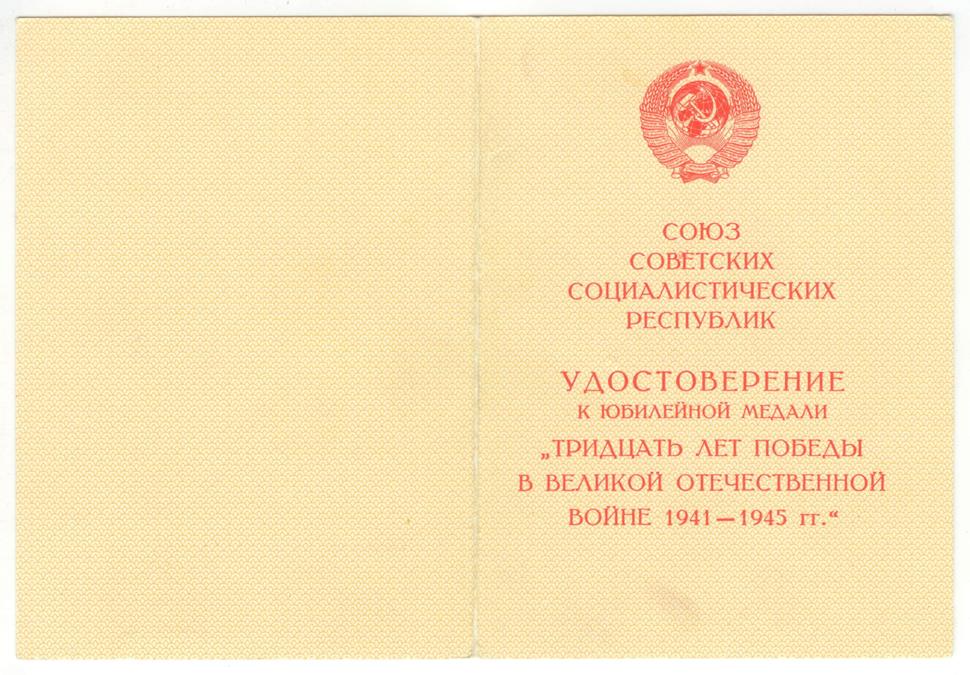 СОЮЗ
СОВЕТСКИХ
СОЦИАЛИСТИЧЕСКИХ
РЕСПУБЛИК
УДОСТОВЕРЕНИЕ
К ЮБИЛЕЙНОЙ МЕДАЛИ
„ТРИДЦАТЬ ЛЕТ ПОБЕДЫ
В ВЕЛИКОЙ ОТЕЧЕСТВЕННОЙ
ВОЙНЕ 1941—1945 гг.“